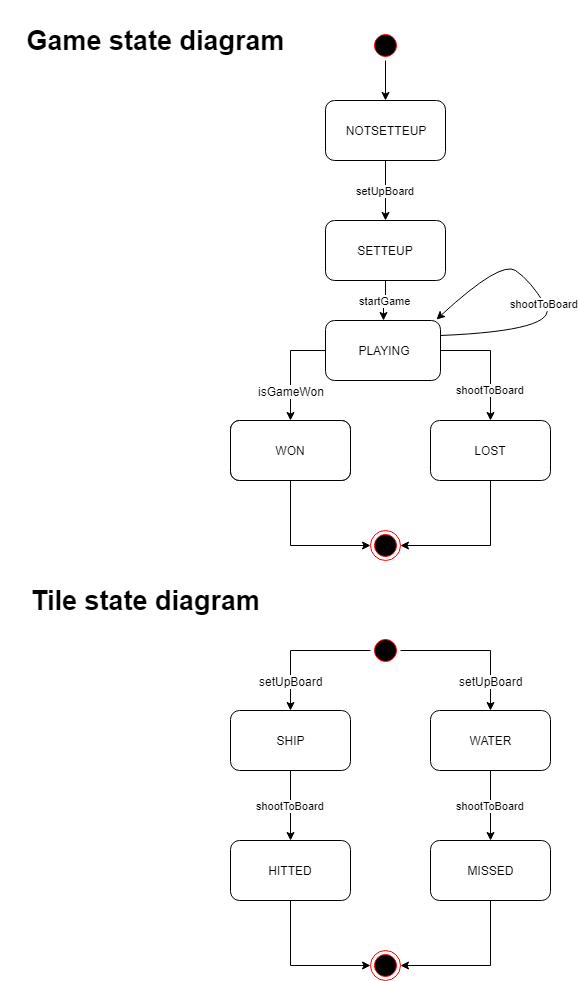 Game state diagram
NOTSETTEUP
setUpBoard
SETTEUP
startGame
shootToBoard
PLAYING
isGameWon
shootToBoard
WON
LOST
Tile state diagram
setUpBoard
setUpBoard
SHIP
WATER
shootToBoard
shootToBoard
HITTED
MISSED